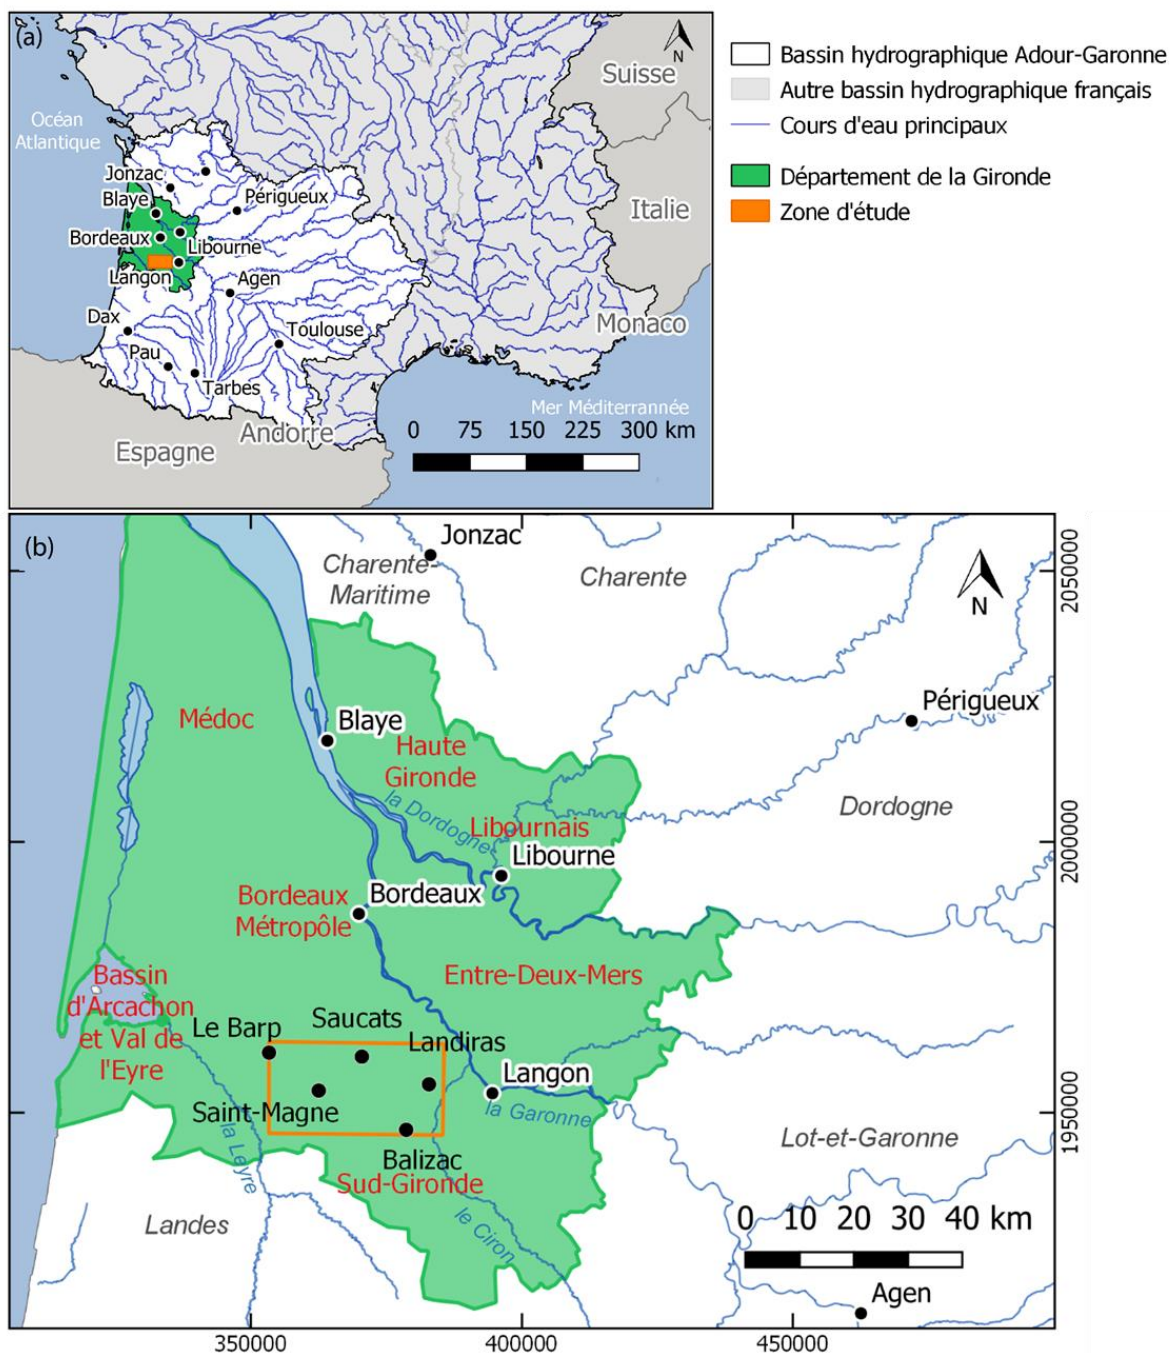 (a)
N
Suisse
Océan
Atlantique
Jonzac
Blaye
Périgueux
Italie
Bordeaux
Libourne
Langon
Agen
Dax
Monaco
Toulouse
Pau
Tarbes
Mer Méditerrannée
Andorre
Espagne
0 75 150 225 300 km
Bassin hydrographique Adour-Garonne
Autre bassin hydrographique français
Cours d'eau principaux
Département de la Gironde
Zone d'étude
(b)
Jonzac
Charente-
Maritime
Charente
N
2050000
Médoc
Blaye
Périgueux
Haute
Gironde
la Dordogne
Dordogne
Libournais
Libourne
2000000
Bordeaux
Bordeaux
Métropôle
Entre-Deux-Mers
Bassin
d'Arcachon
et Val de
l'Eyre
Le Barp
Saucats
Landiras
Langon
la Garonne
Saint-Magne
1950000
Lot-et-Garonne
la Leyre
Balizac
Sud-Gironde
le Ciron
Landes
0 10 20 30 40 km
Agen
350000
400000
450000